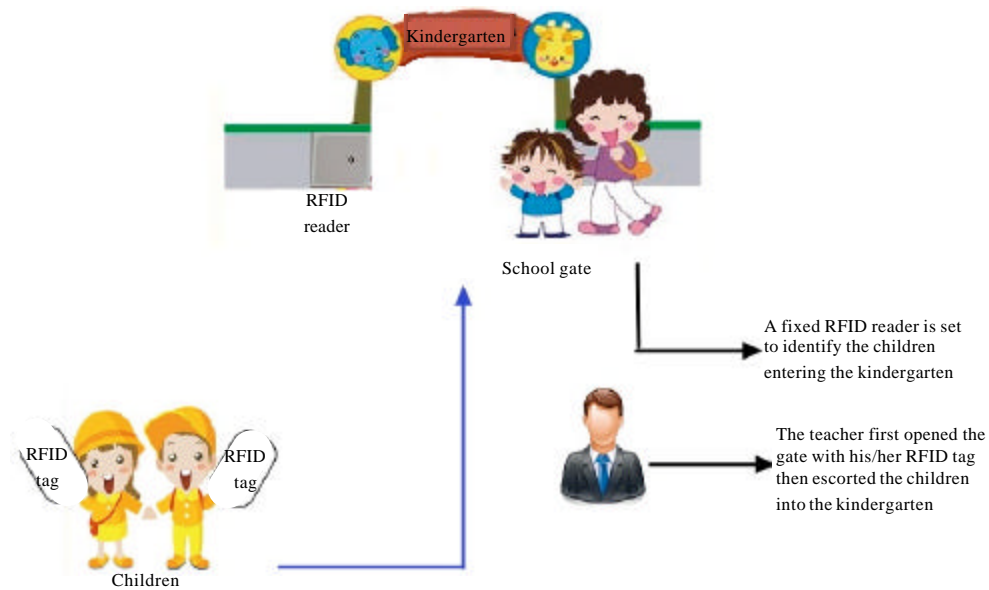 Kindergarten
RFID
reader
School gate
A fixed RFID reader is set
to identify the children
entering the kindergarten
RFID
tag
RFID
tag
The teacher first opened the
gate with his/her RFID tag
then escorted the children
into the kindergarten
Children